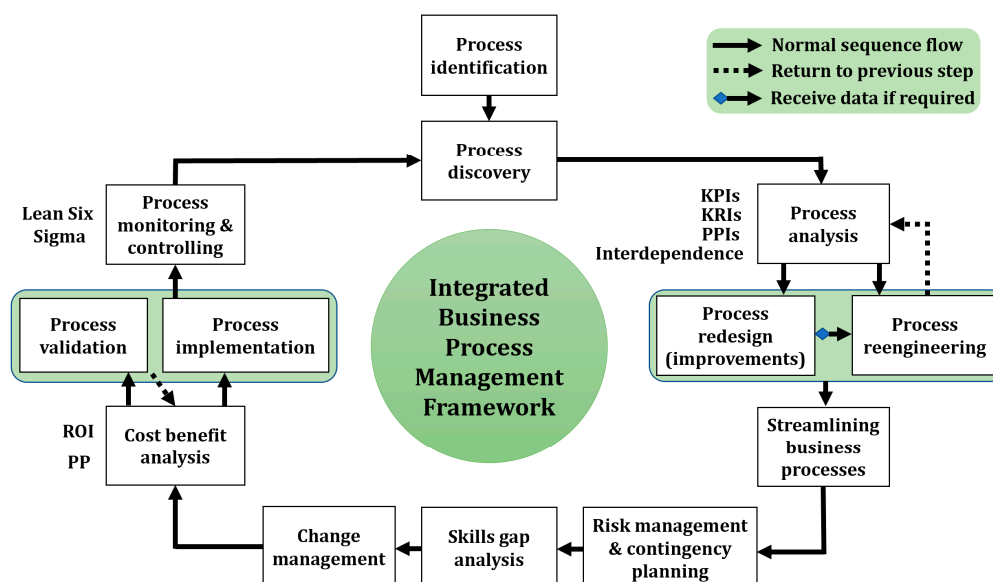 Process
identification
Normal sequence flow
Return to previous step
Receive data if required
Process
discovery
Lean Six
Sigma
Process
monitoring &
controlling
KPIs
KRIs
PPIs
Interdependence
Process
analysis
Integrated
Business
Process
Management
Framework
Process
validation
Process
implementation
Process
redesign
(improvements)
Process
reengineering
ROI
PP
Cost benefit
analysis
Streamlining
business
processes
Change
management
Skills gap
analysis
Risk management
& contingency
planning